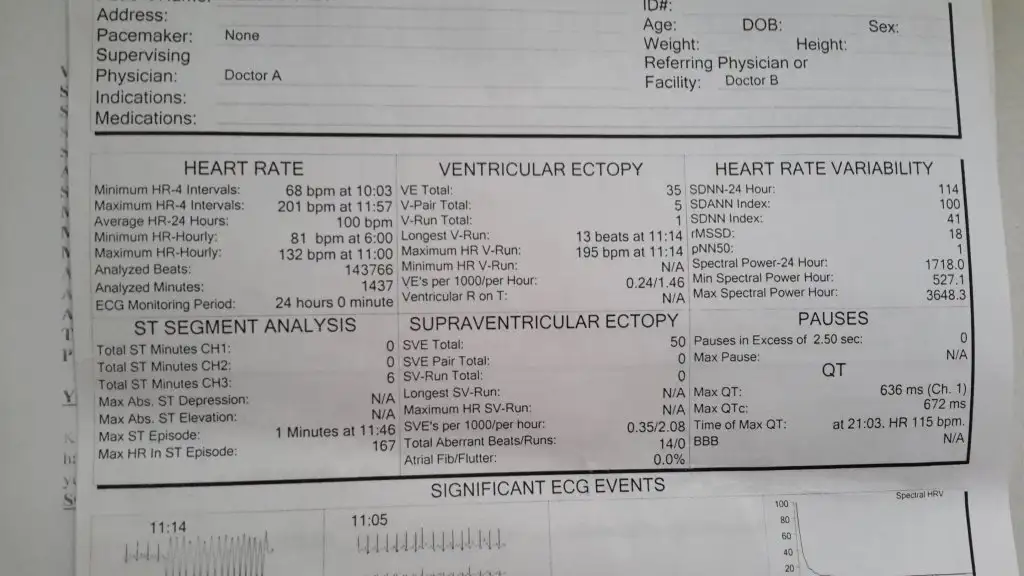 Address:
Pacemaker: None
Supervising
Physician: Doctor A
Indications:
Medications:
ID#:
Age: DOB: Sex:
Weight: Height:
Referring Physician or
Facility: Doctor B
HEART RATE
Minimum HR-4 Intervals: 68 bpm at 10:03
Maximum HR-4 Intervals: 201 bpm at 11:57
Average HR-24 Hours: 100 bpm
Minimum HR-Hourly: 81 bpm at 6:00
Maximum HR-Hourly: 132 bpm at 11:00
Analyzed Beats: 143766
Analyzed Minutes: 1437
ECG Monitoring Period: 24 hours 0 minute
VENTRICULAR ECTOPY
VE Total: 35
V-Pair Total: 5
V-Run Total: 1
Longest V-Run: 13 beats at 11:14
Maximum HR V-Run: 195 bpm at 11:14
Minimum HR V-Run: N/A
VE's per 1000/per Hour: 0.24/1.46
Ventricular R on T: N/A
HEART RATE VARIABILITY
SDNN-24 Hour: 114
SDANN Index: 100
SDNN Index: 41
rMSSD: 18
pNN50: 1
Spectral Power-24 Hour: 1718.0
Min Spectral Power Hour: 527.1
Max Spectral Power Hour: 3648.3
ST SEGMENT ANALYSIS
Total ST Minutes CH1: 0
Total ST Minutes CH2: 0
Total ST Minutes CH3: 6
Max Abs. ST Depression: N/A
Max Abs. ST Elevation: N/A
Max ST Episode: 1 Minutes at 11:46
Max HR In ST Episode: 167
SUPRAVENTRICULAR ECTOPY
SVE Total: 50
SVE Pair Total: 0
SV-Run Total: 0
Longest SV-Run: N/A
Maximum HR SV-Run: N/A
SVE's per 1000/per hour: 0.35/2.08
Total Aberrant Beats/Runs: 14/0
Atrial Fib/Flutter: 0.0%
PAUSES
Pauses in Excess of 2.50 sec: 0
Max Pause: N/A
QT
Max QT: 636 ms (Ch. 1)
Max QTc: 672 ms
Time of Max QT: at 21:03. HR 115 bpm.
BBB N/A
SIGNIFICANT ECG EVENTS
11:14
11:05
Spectral HRV
100
80
60
40
20